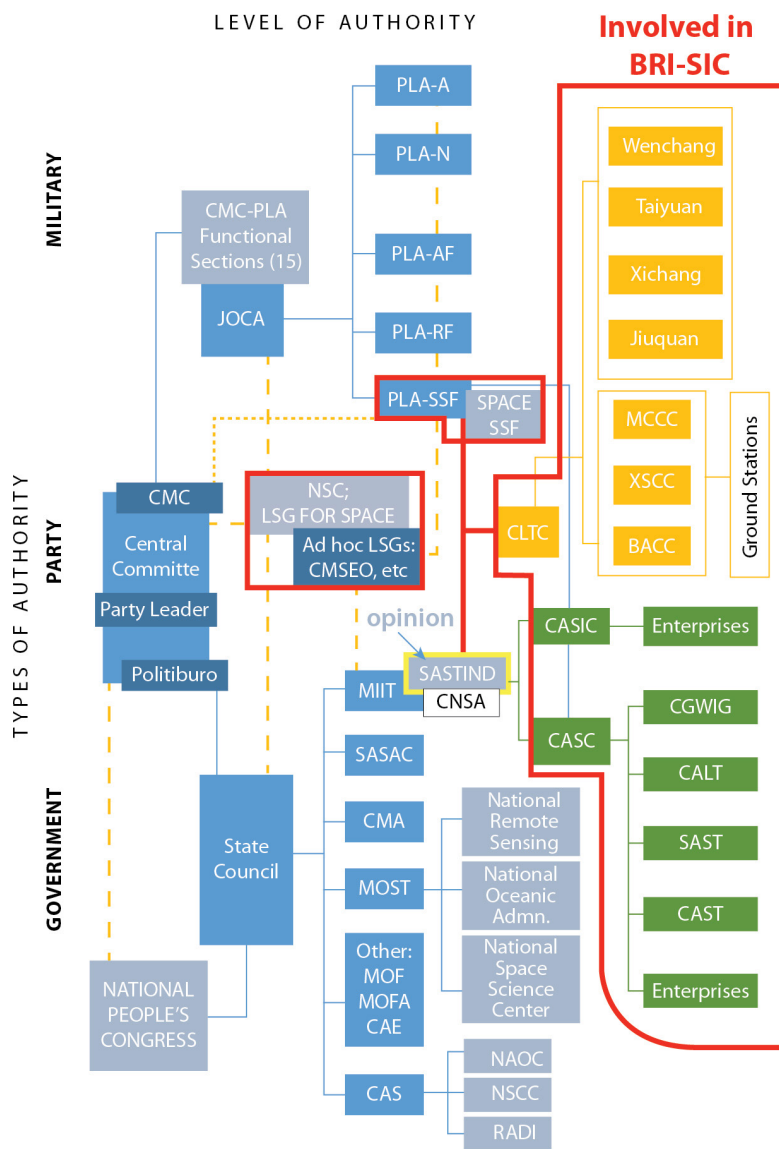 LEVEL OF AUTHORITY
Involved in
BRI-SIC
TYPES OF AUTHORITY
MILITARY
PARTY
GOVERNMENT
PLA-A
PLA-N
PLA-AF
PLA-RF
PLA-SSF
SPACE
SSF
CMC-PLA
Functional
Sections (15)
JOCA
Wenchang
Taiyuan
Xichang
Jiuquan
MCCC
XSCC
BACC
Ground Stations
CLTC
CMC
Central
Committe
Party Leader
Politiburo
NSC;
LSG FOR SPACE
Ad hoc LSGs:
CMSEO, etc
opinion
SASTIND
CNSA
MIIT
SASAC
CMA
MOST
Other:
MOF
MOFA
CAE
CAS
State
Council
NATIONAL
PEOPLE'S
CONGRESS
National
Remote
Sensing
National
Oceanic
Admn.
National
Space
Science
Center
NAOC
NSCC
RADI
CASIC
Enterprises
CASC
CGWIG
CALT
SAST
CAST
Enterprises